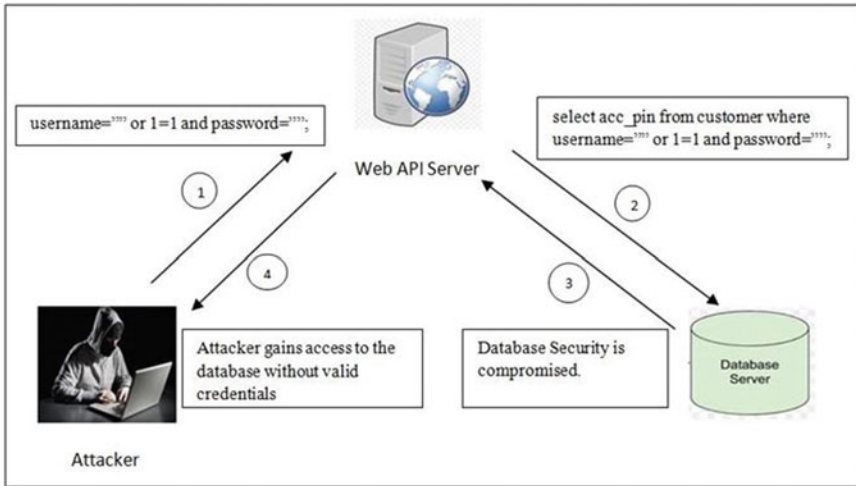 username=”” or 1=1 and password=””;
select acc_pin from customer where
username=”” or 1=1 and password=””;
Web API Server
1
2
4
3
Attacker gains access to the
database without valid
credentials
Database Security is
compromised.
Database
Server
Attacker